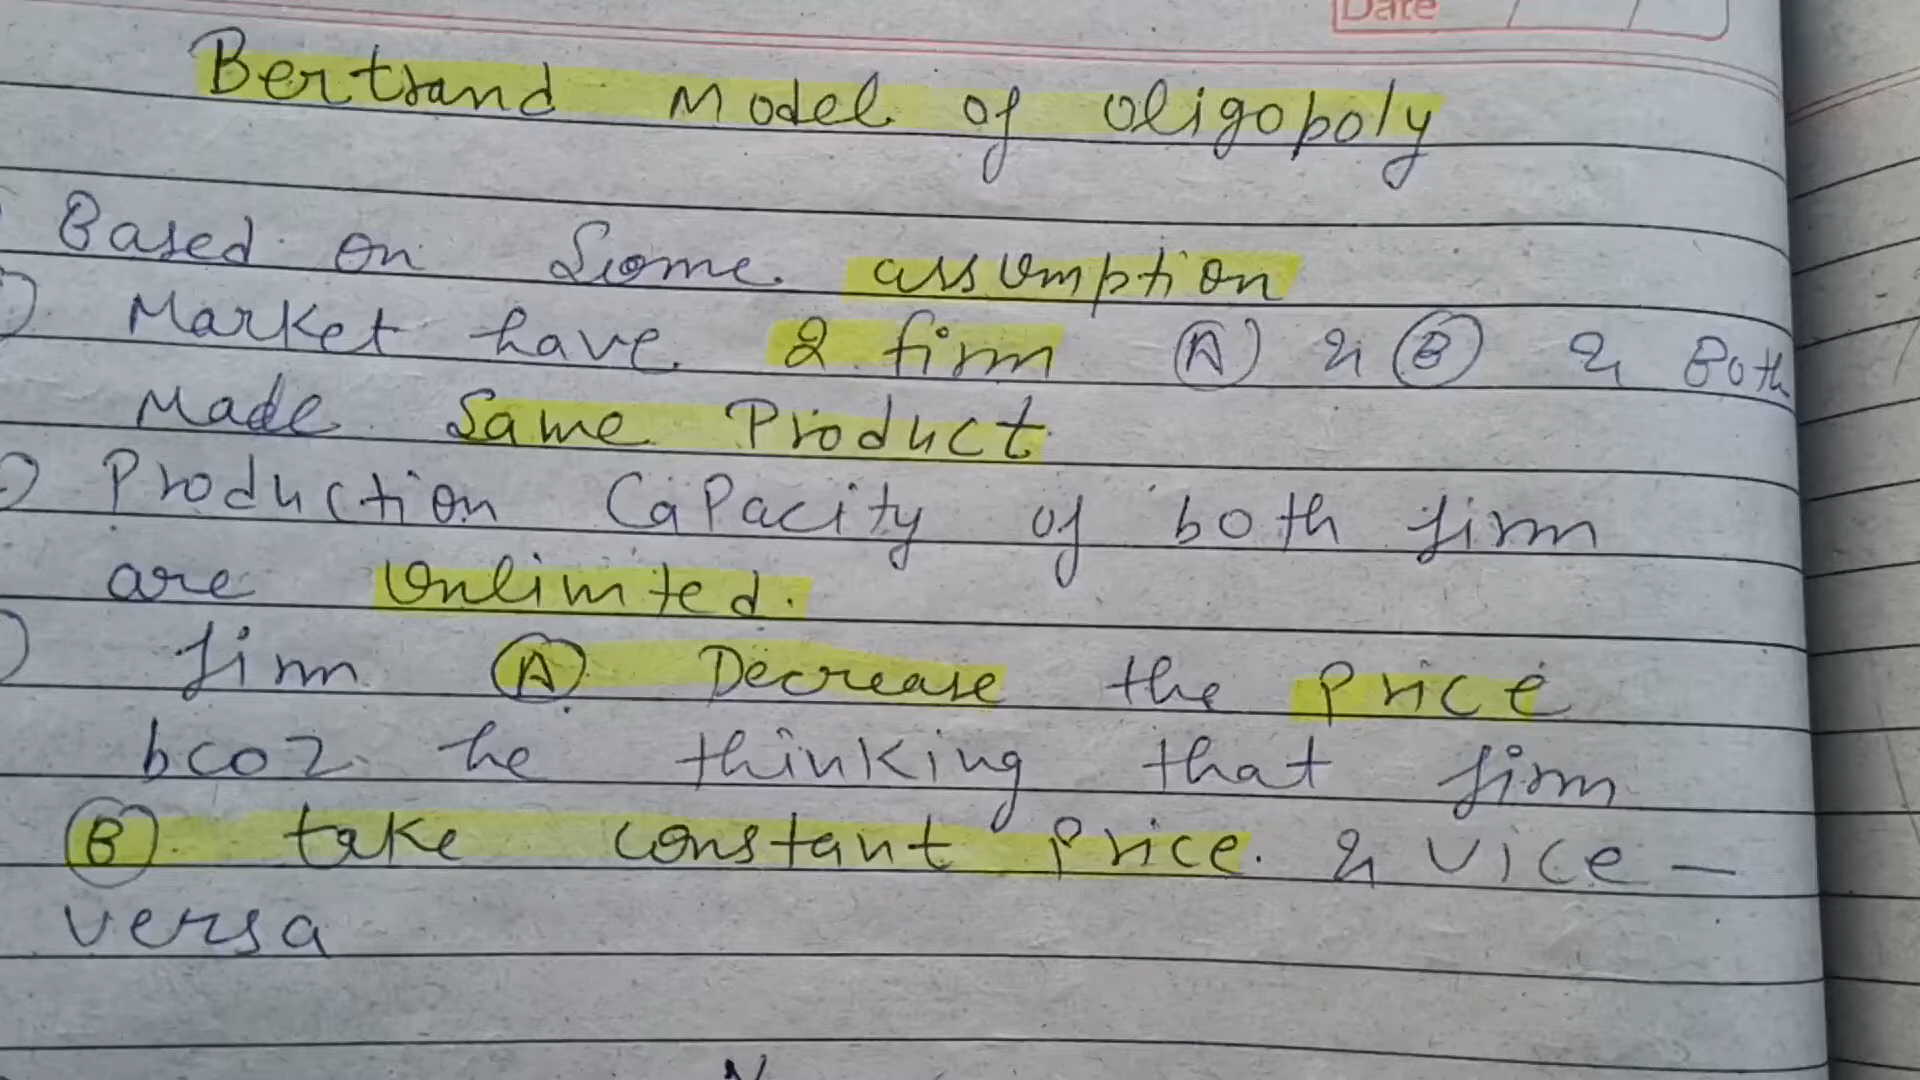 Date / /
Bertrand Model of oligopoly
Based on Some assumption
Market have 2 firm A & B & Both
Made Same Product
Production Capacity of both firm
are Unlimited.
firm A Decrease the Price
bcoz he thinking that firm
B take constant Price. & vice -
versa